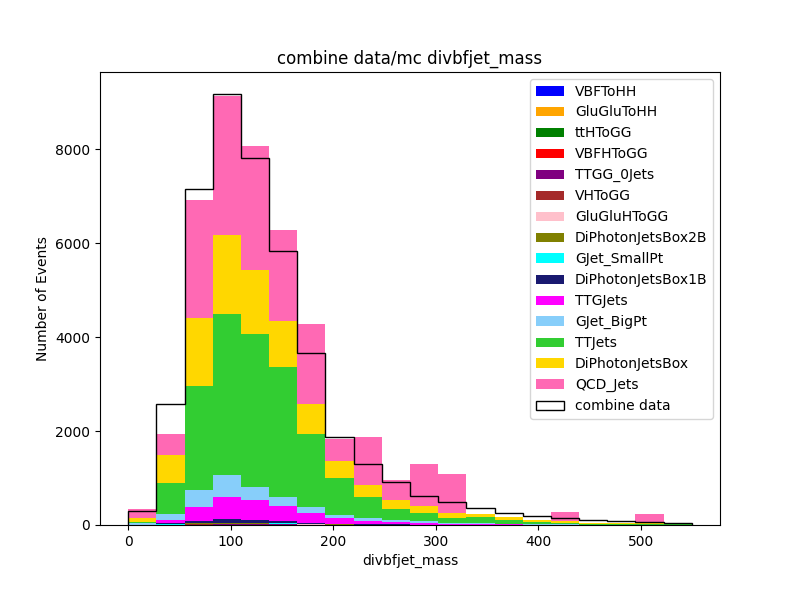 combine data/mc divbfjet_mass
Number of Events
8000
6000
4000
2000
0
0
100
200
300
400
500
divbfjet_mass
VBFToHH
GluGluToHH
ttHToGG
VBFHToGG
TTGG_0Jets
VHToGG
GluGluHToGG
DiPhotonJetsBox2B
GJet_SmallPt
DiPhotonJetsBox1B
TTGJets
GJet_BigPt
TTJets
DiPhotonJetsBox
QCD_Jets
combine data